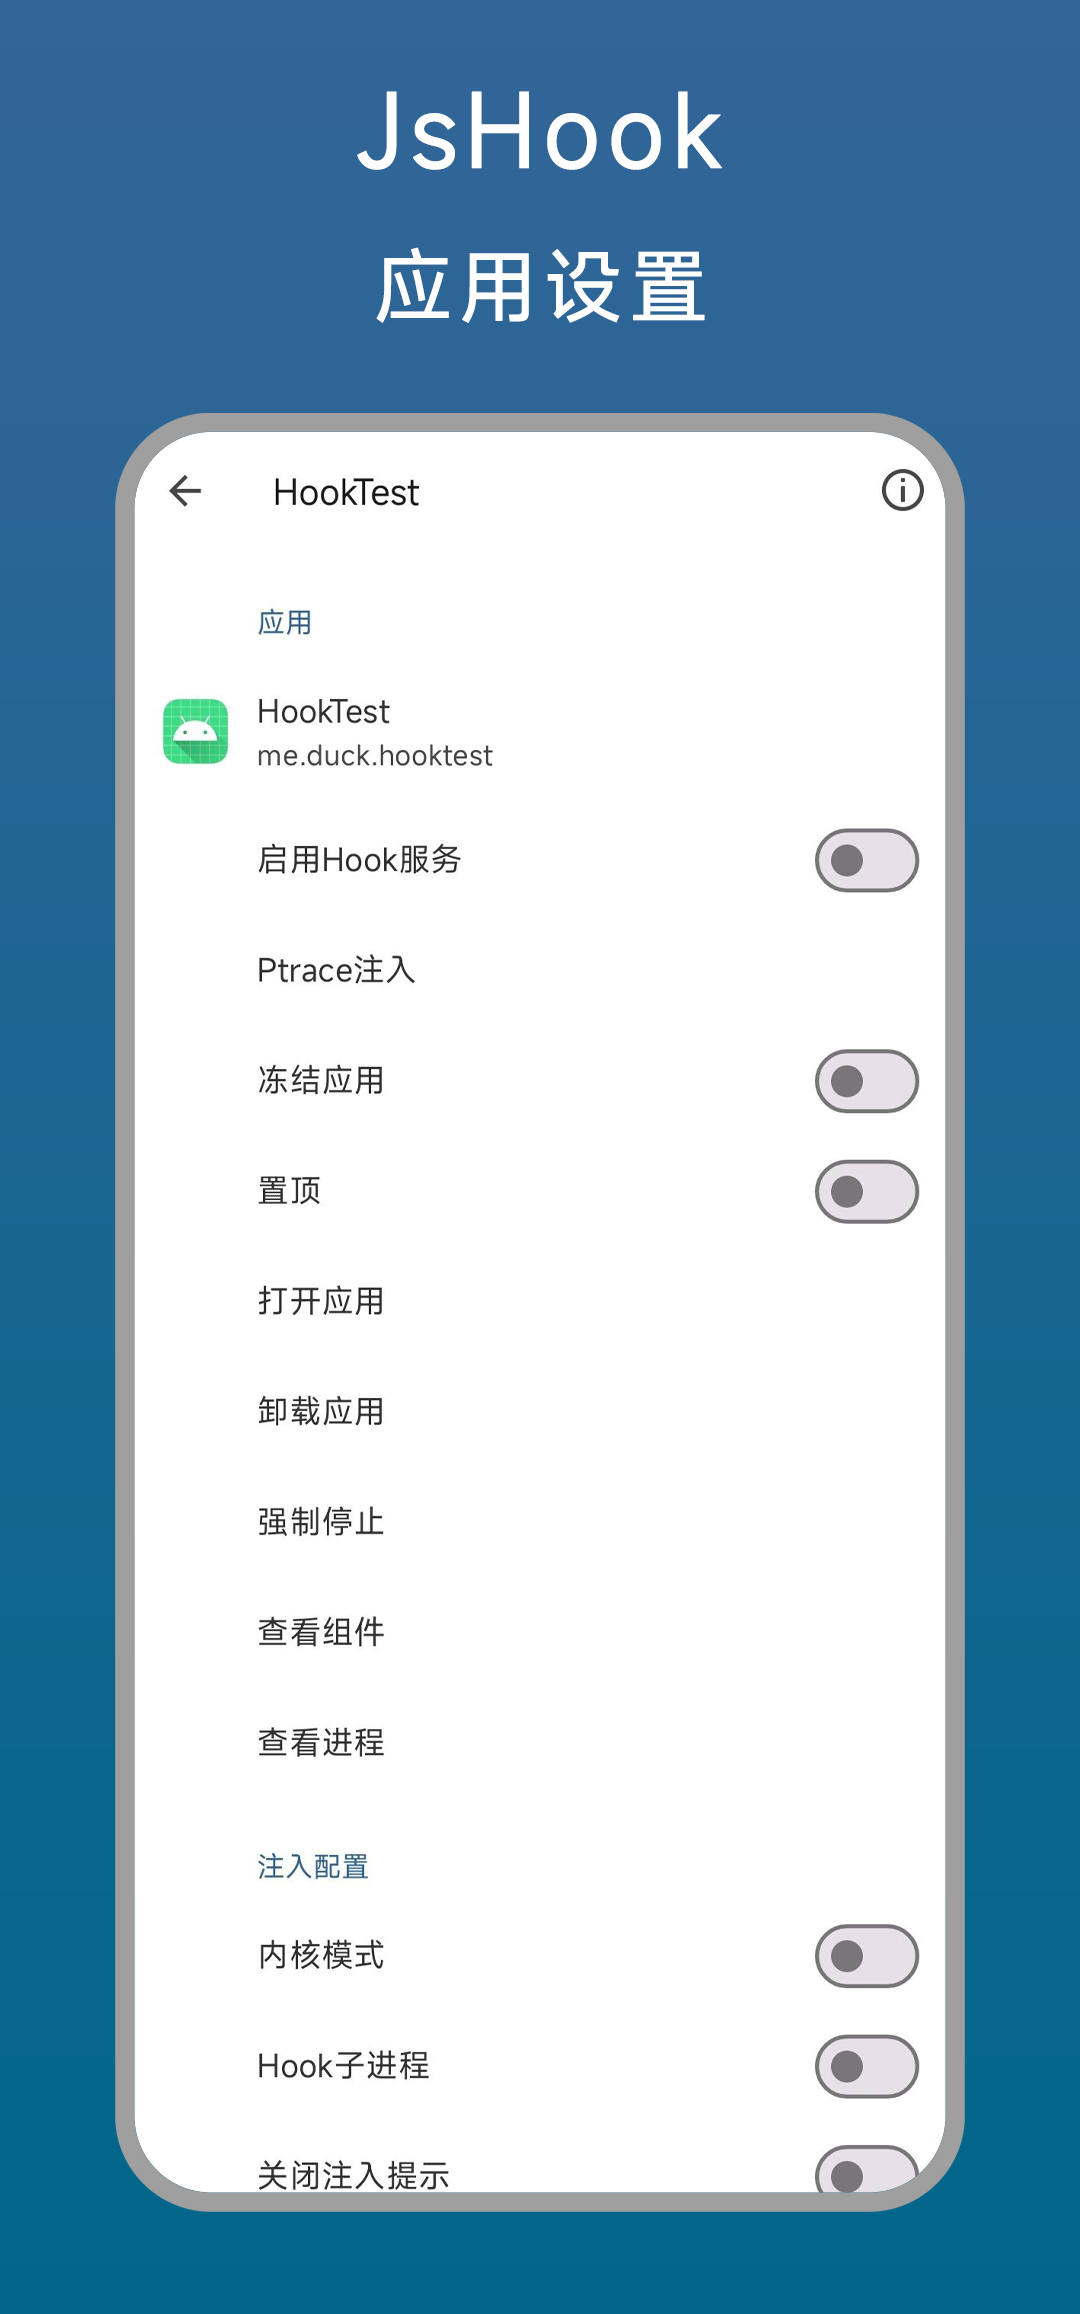 JsHook
应用设置
HookTest
应用
HookTest
me.duck.hooktest
启用Hook服务
Ptrace注入
冻结应用
置顶
打开应用
卸载应用
强制停止
查看组件
查看进程
注入配置
内核模式
Hook子进程
关闭注入提示